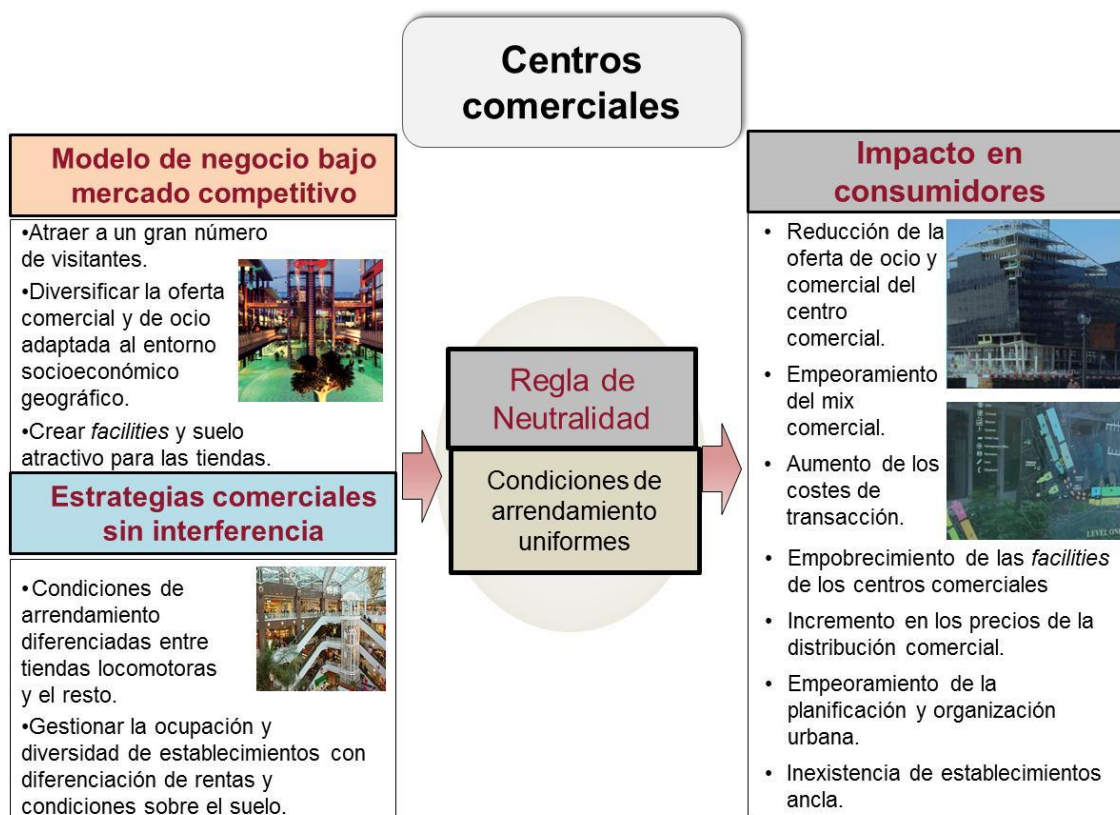 Centros
comerciales
Modelo de negocio bajo
mercado competitivo
•Atraer a un gran número
de visitantes.
•Diversificar la oferta
comercial y de ocio
adaptada al entorno
socioeconómico
geográfico.
•Crear facilities y suelo
atractivo para las tiendas.
Estrategias comerciales
sin interferencia
•Condiciones de
arrendamiento
diferenciadas entre
tiendas locomotoras
y el resto.
•Gestionar la ocupación y
diversidad de establecimientos con
diferenciación de rentas y
condiciones sobre el suelo.
Regla de
Neutralidad
Condiciones de
arrendamiento
uniformes
Impacto en
consumidores
• Reducción de la
oferta de ocio y
comercial del
centro
comercial.
• Empeoramiento
del mix
comercial.
• Aumento de los
costes de
transacción.
• Empobrecimiento de las facilities
de los centros comerciales
• Incremento en los precios de la
distribución comercial.
• Empeoramiento de la
planificación y organización
urbana.
• Inexistencia de establecimientos
ancla.
LEVEL ONE